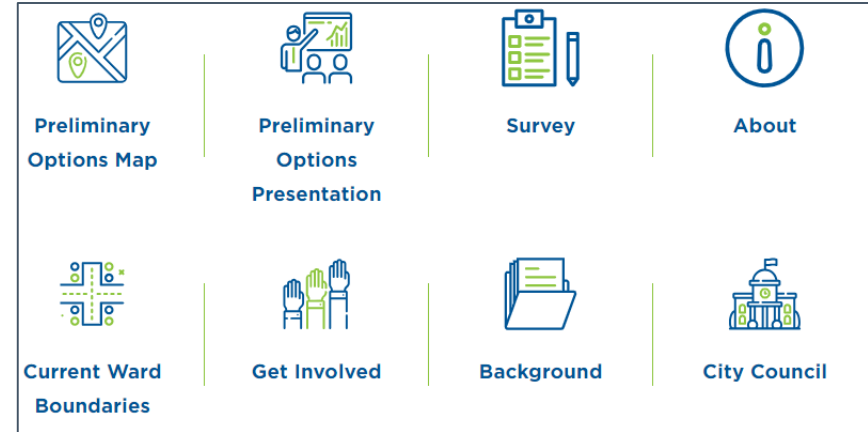 Preliminary
Options Map
Preliminary
Options
Presentation
Survey
About
Current Ward
Boundaries
Get Involved
Background
City Council